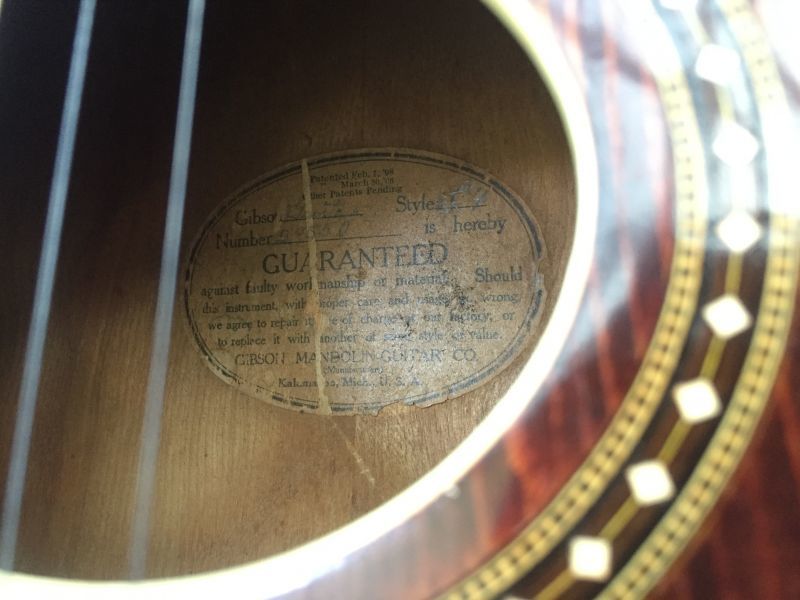 Patented Feb. 1, '98
" March 30, '06
Other Patents Pending
Gibson Style
Number is hereby
GUARANTEED
against faulty workmanship or material. Should
this instrument, with proper care and usage go wrong,
we agree to repair it free of charge at our factory, or
to replace it with another of same style or value.
GIBSON MANDOLIN-GUITAR CO.
(Manufacturers)
Kalamazoo, Mich., U. S. A.